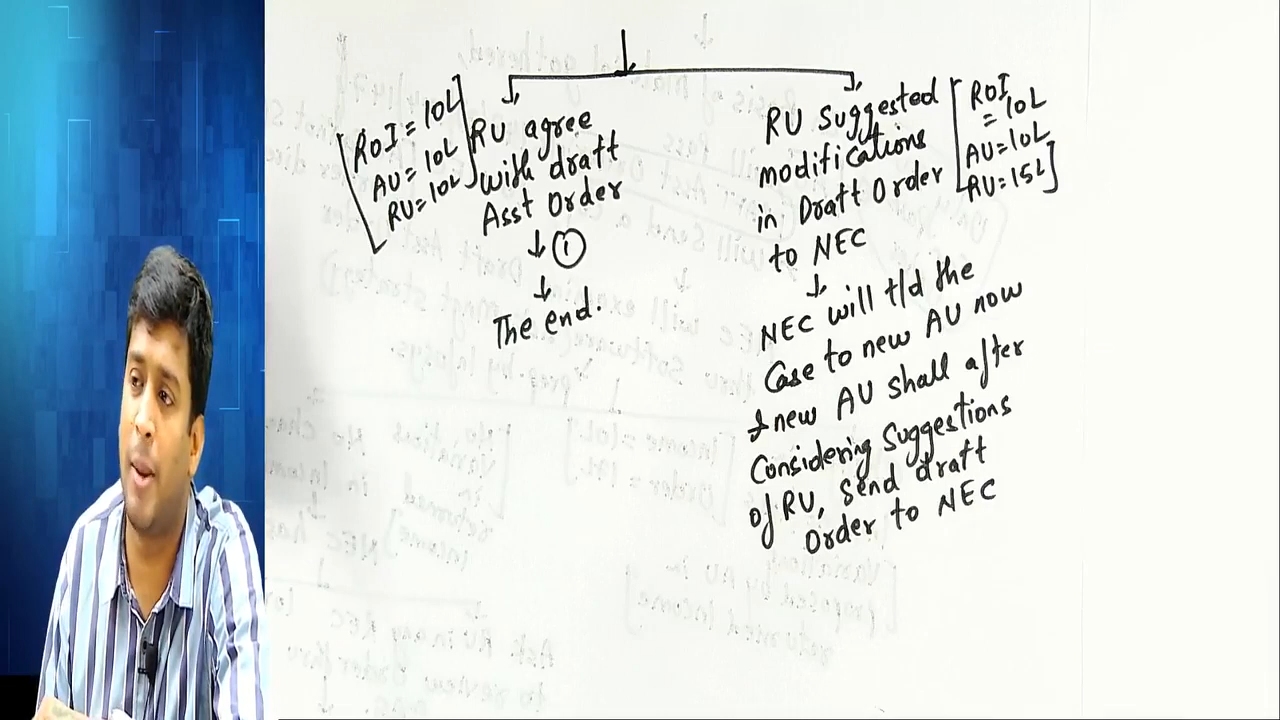 [ROI = 10L
AU = 10L
RU = 10L]
RU agree
with draft
Asst Order
①
The end.
RU Suggested
modifications
in Draft Order
to NEC
[ROI
= 10L
AU = 10L
RU = 15L]
NEC will t/d the
Case to new AU now
& new AU shall after
Considering Suggestions
of RU, Send draft
Order to NEC